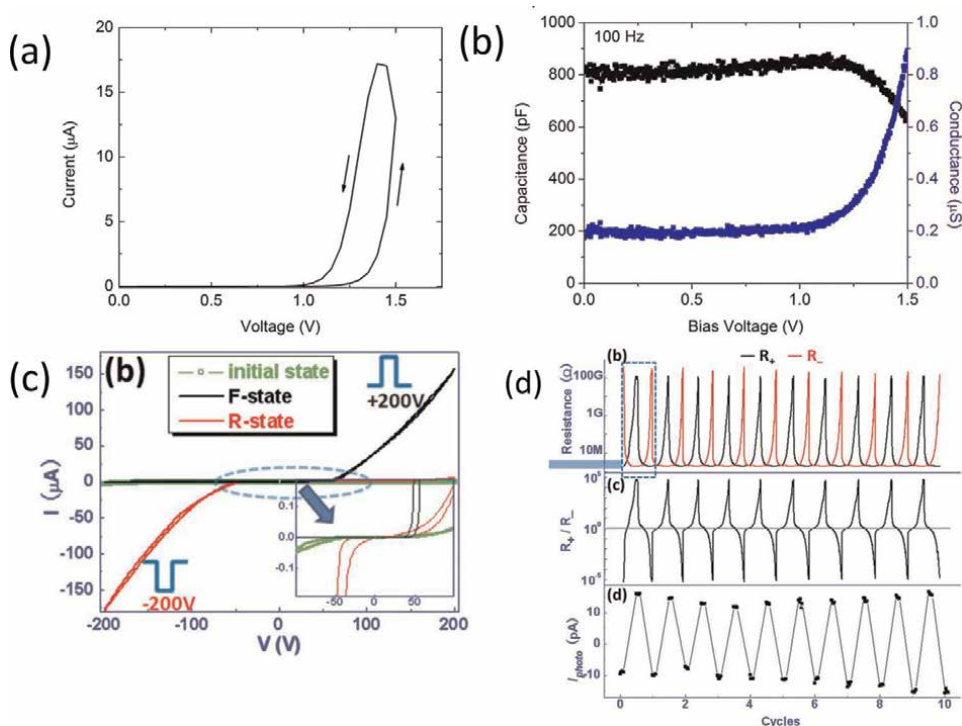 (a)
25
20
15
10
5
0
Current (µA)
0.0 0.5 1.0 1.5
Voltage (V)
(b)
100 Hz
1000
800
600
400
200
0
Capacitance (pF)
1.0
0.8
0.6
0.4
0.2
0.0
Conductance (µS)
0.0 0.5 1.0 1.5
Bias Voltage (V)
(c)
(b)
initial state
F-state
R-state
+200V
-200V
150
100
50
0
-50
-100
-150
I (µA)
0.1
0.0
-0.1
-50 0 50
-200 -100 0 100 200
V (V)
(d)
R+ R−
(b)
Resistance (Ω)
100G
1G
10M
(c)
R+ / R−
10⁵
10⁰
10⁻⁵
(d)
Iphoto (pA)
10
0
-10
0 2 4 6 8 10
Cycles